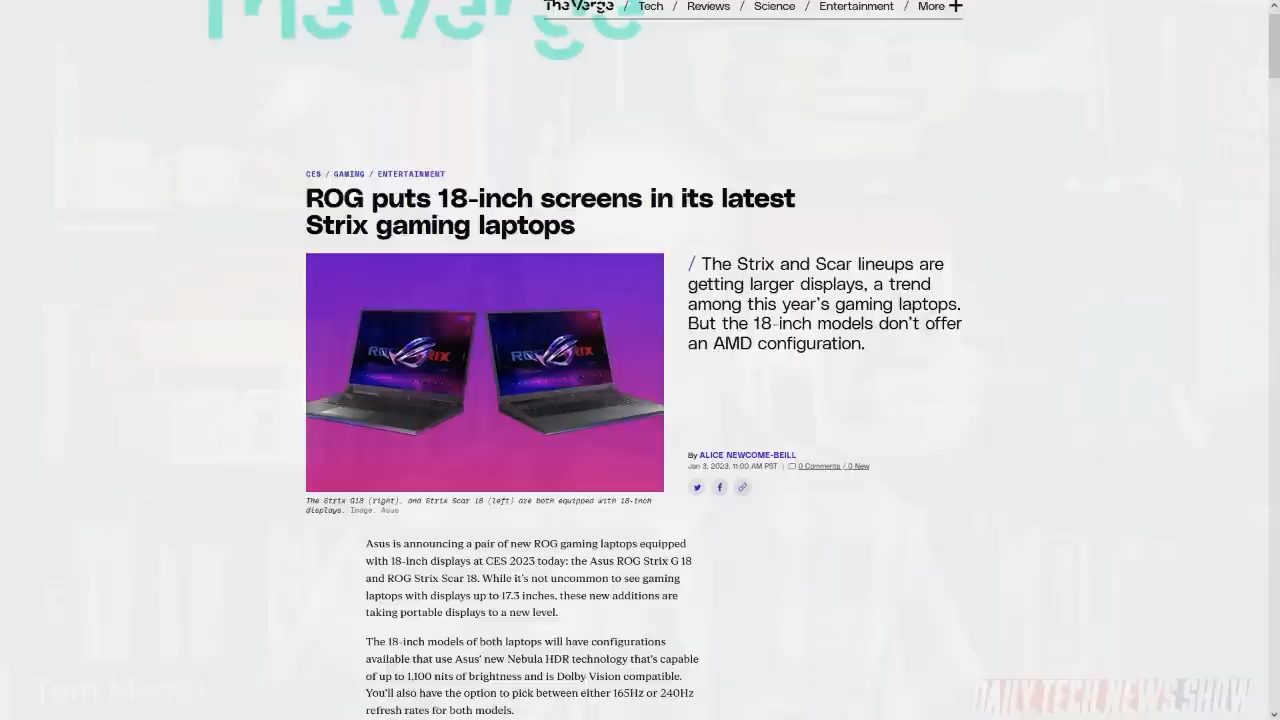 The Verge
TheVerge / Tech / Reviews / Science / Entertainment / More +
CES / GAMING / ENTERTAINMENT
ROG puts 18-inch screens in its latest
Strix gaming laptops
/ The Strix and Scar lineups are
getting larger displays, a trend
among this year's gaming laptops.
But the 18-inch models don't offer
an AMD configuration.
By ALICE NEWCOME-BEILL
Jan 3, 2023, 11:00 AM PST | 0 Comments / 0 New
The Strix G18 (right), and Strix Scar 18 (left) are both equipped with 18-inch
displays. Image: Asus
Asus is announcing a pair of new ROG gaming laptops equipped
with 18-inch displays at CES 2023 today: the Asus ROG Strix G 18
and ROG Strix Scar 18. While it's not uncommon to see gaming
laptops with displays up to 17.3 inches, these new additions are
taking portable displays to a new level.
The 18-inch models of both laptops will have configurations
available that use Asus' new Nebula HDR technology that's capable
of up to 1,100 nits of brightness and is Dolby Vision compatible.
You'll also have the option to pick between either 165Hz or 240Hz
refresh rates for both models.
Tom Merritt
DAILY TECH NEWS SHOW